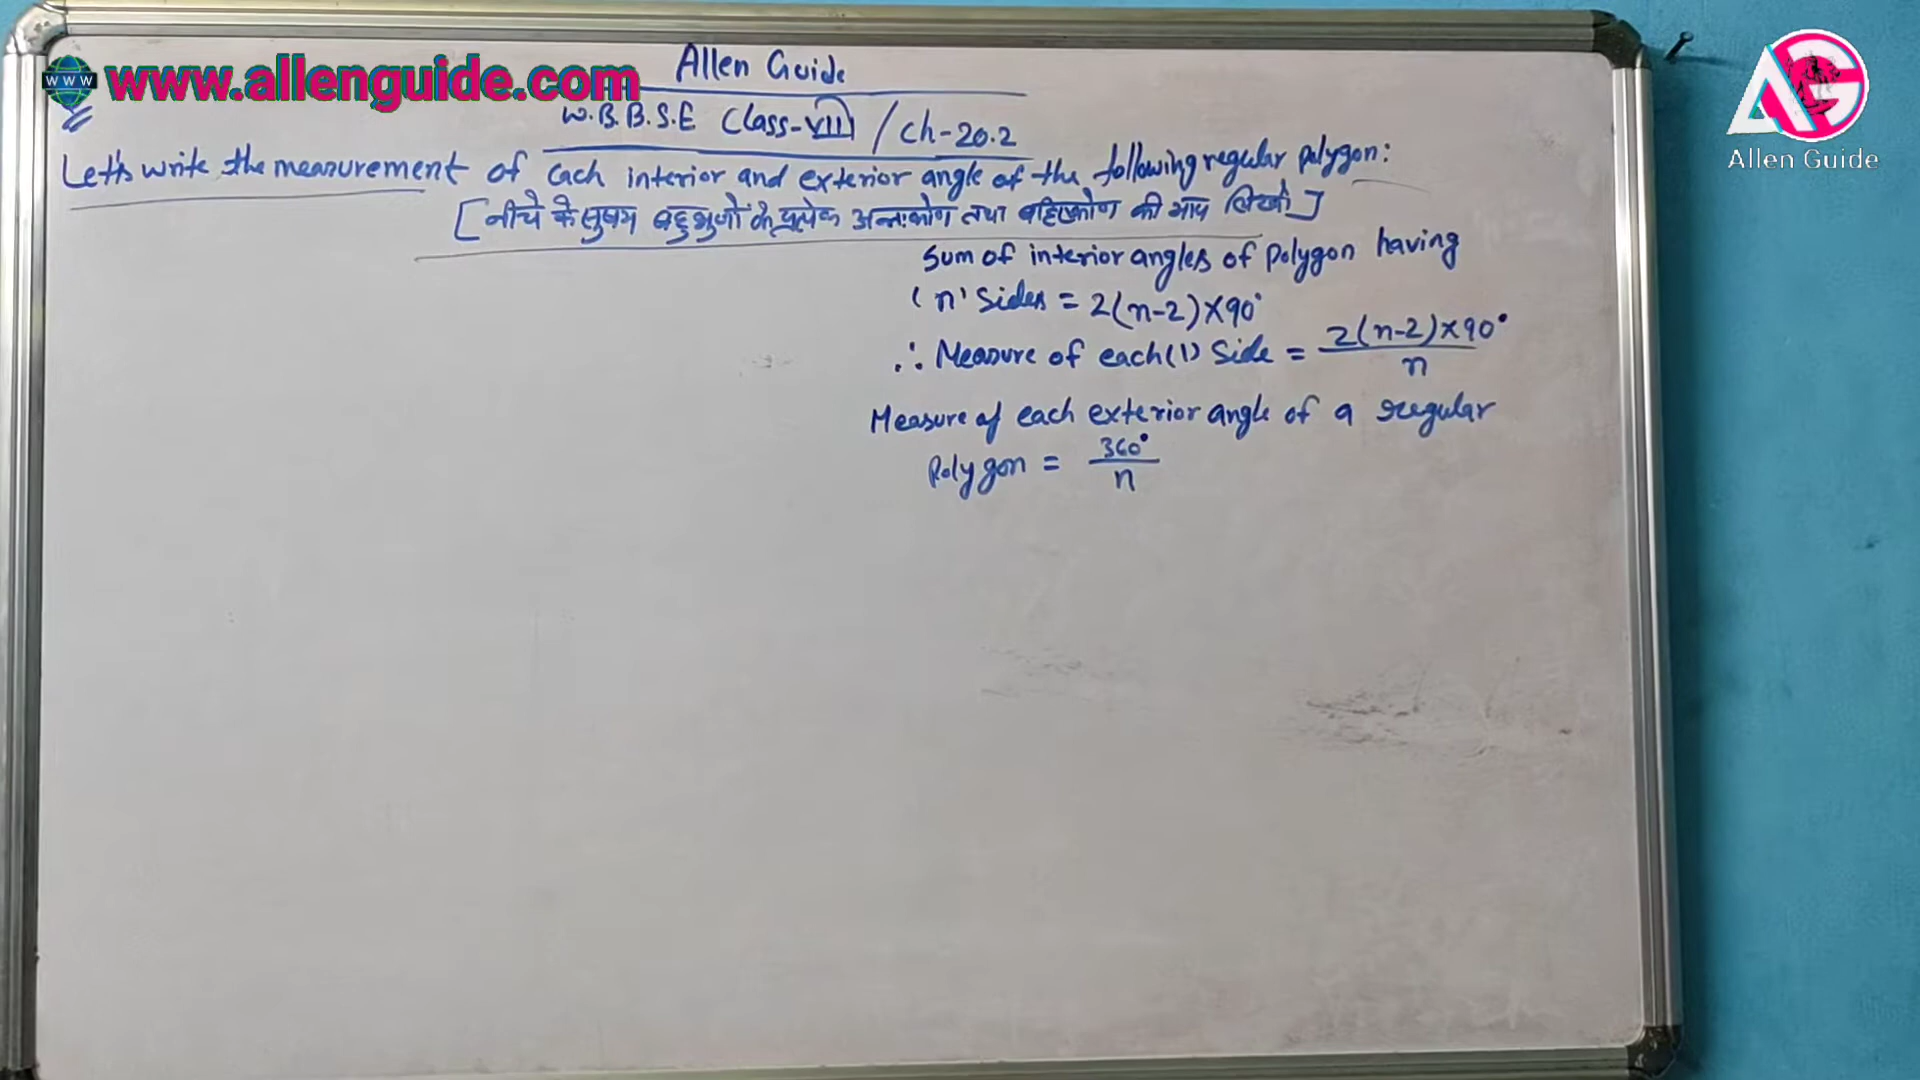 www.allenguide.com
Allen Guide
W.B.B.S.E Class-VIII / Ch-20.2
Let's write the measurement of each interior and exterior angle of the following regular polygon:
[नीचे के सुषम बहुभुजों के प्रत्येक अन्तःकोण तथा बहिष्कोण की माप लिखो]
Sum of interior angles of polygon having
'n' Sides = 2(n-2)×90°
∴ Measure of each(1) Side = 2(n-2)×90° / n
Measure of each exterior angle of a regular
Polygon = 360° / n
AG
Allen Guide